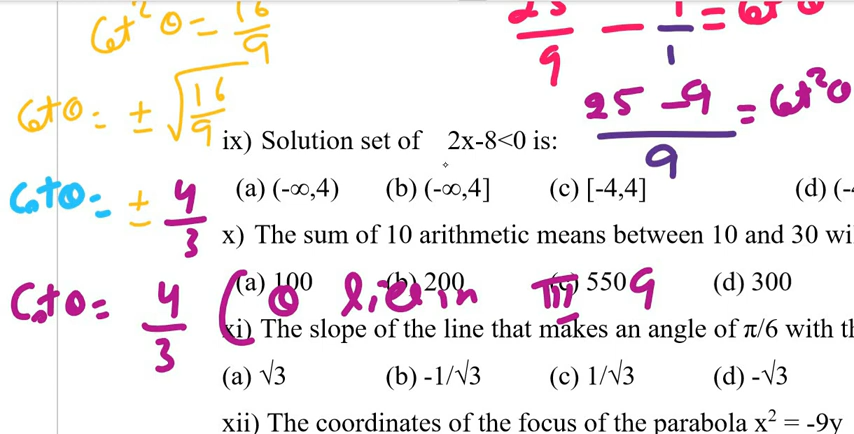 Cot²θ = 16/9
25/9 - 1/1 = Cot²θ
Cotθ = ± √16/9
25 - 9/9 = Cot²θ
ix) Solution set of 2x-8<0 is:
(a) (-∞,4) (b) (-∞,4] (c) [-4,4] (d) (-
Cotθ = ± 4/3
x) The sum of 10 arithmetic means between 10 and 30 wi
(a) 100 (b) 200 (c) 550 (d) 300
Cotθ = 4/3 ( θ lies in III Q
xi) The slope of the line that makes an angle of π/6 with th
(a) √3 (b) -1/√3 (c) 1/√3 (d) -√3
xii) The coordinates of the focus of the parabola x² = -9y